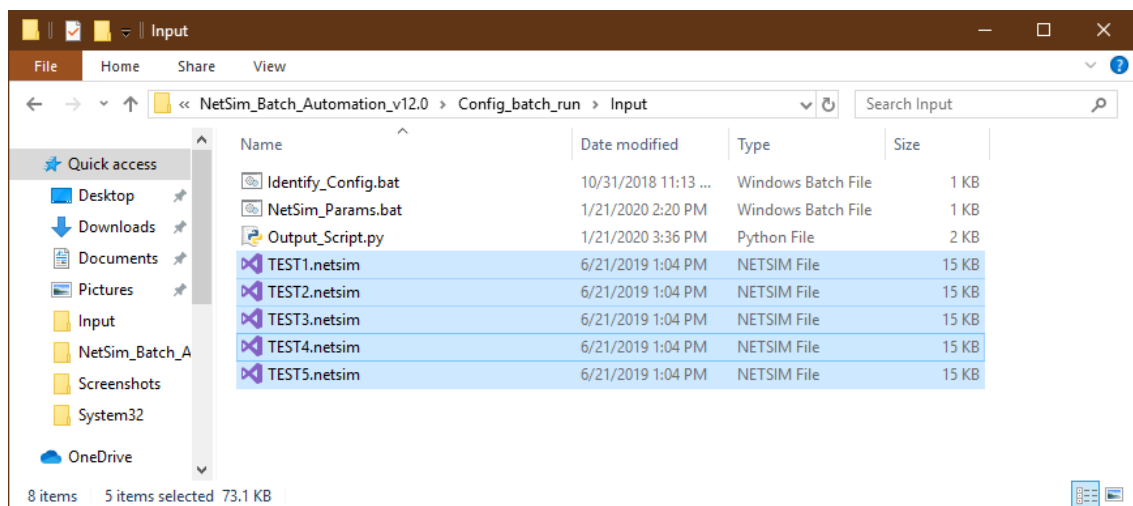 Input
File Home Share View
« NetSim_Batch_Automation_v12.0 > Config_batch_run > Input Search Input
Name Date modified Type Size
Quick access
Desktop
Downloads
Documents
Pictures
Input
NetSim_Batch_A
Screenshots
System32
OneDrive
Identify_Config.bat 10/31/2018 11:13 ... Windows Batch File 1 KB
NetSim_Params.bat 1/21/2020 2:20 PM Windows Batch File 1 KB
Output_Script.py 1/21/2020 3:36 PM Python File 2 KB
TEST1.netsim 6/21/2019 1:04 PM NETSIM File 15 KB
TEST2.netsim 6/21/2019 1:04 PM NETSIM File 15 KB
TEST3.netsim 6/21/2019 1:04 PM NETSIM File 15 KB
TEST4.netsim 6/21/2019 1:04 PM NETSIM File 15 KB
TEST5.netsim 6/21/2019 1:04 PM NETSIM File 15 KB
8 items 5 items selected 73.1 KB